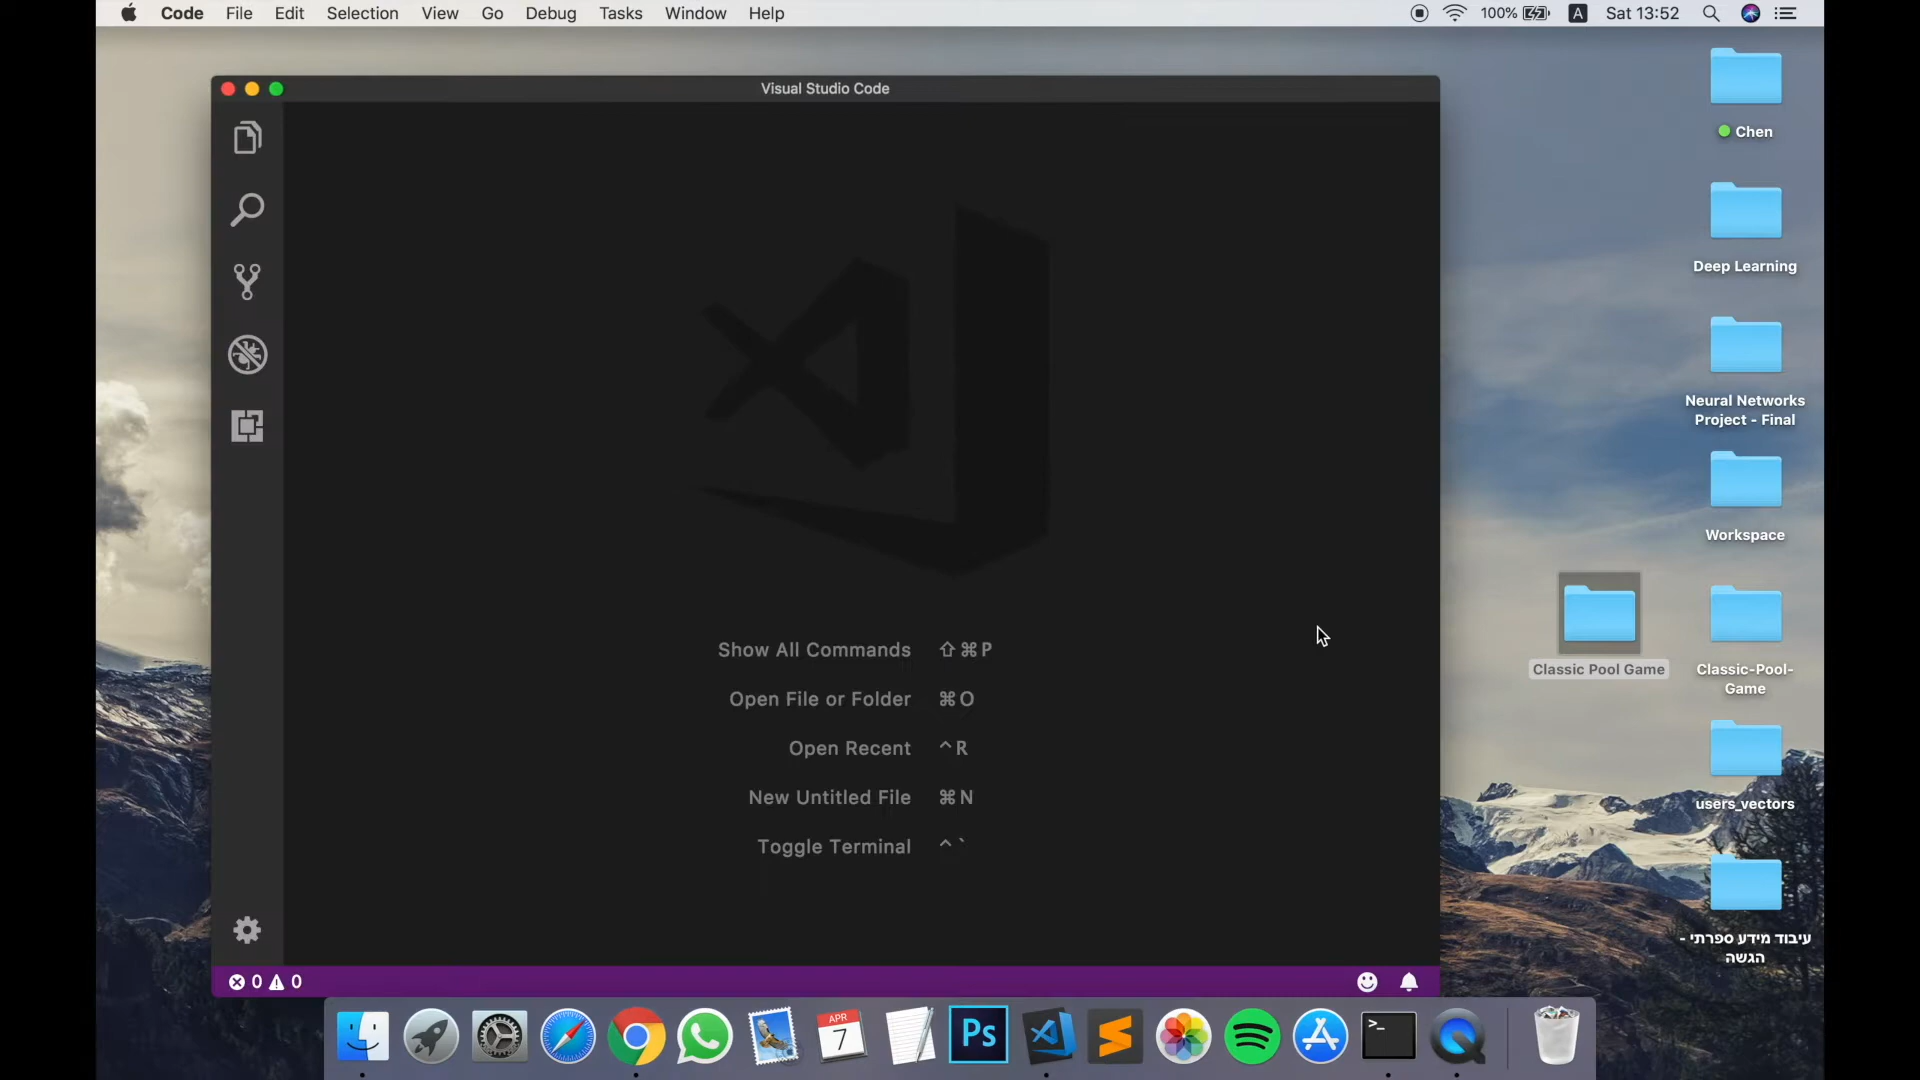 Code File Edit Selection View Go Debug Tasks Window Help
100% A Sat 13:52
Visual Studio Code
Show All Commands ⇧⌘P
Open File or Folder ⌘O
Open Recent ^R
New Untitled File ⌘N
Toggle Terminal ^`
0 0
Chen
Deep Learning
Neural Networks
Project - Final
Workspace
Classic Pool Game
Classic-Pool-
Game
users_vectors
עיבוד מידע ספרתי -
הגשה
APR
7
Ps
>_